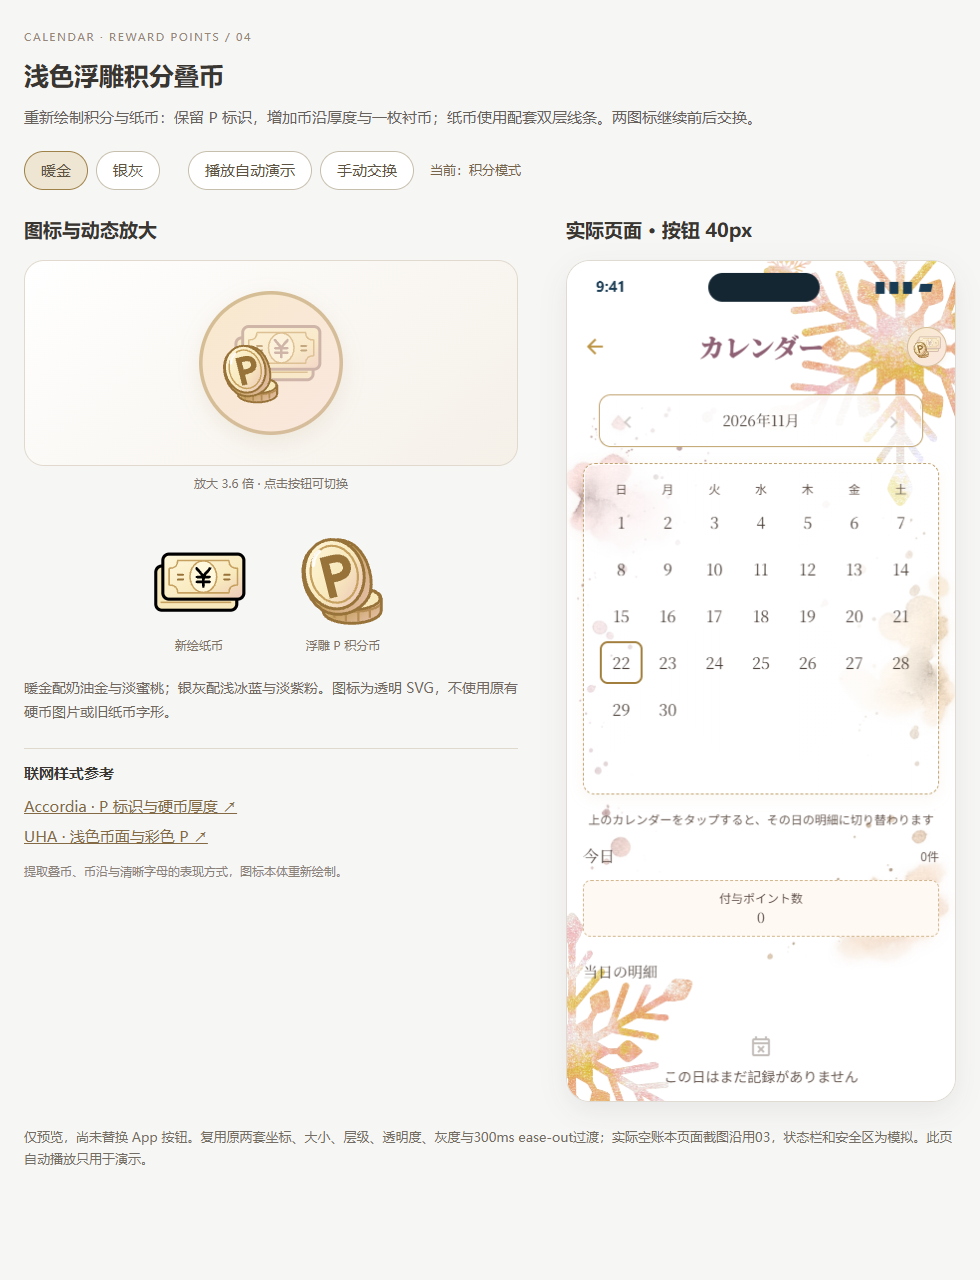 CALENDAR · REWARD POINTS / 04
浅色浮雕积分叠币
重新绘制积分与纸币：保留 P 标识，增加币沿厚度与一枚衬币；纸币使用配套双层线条。两图标继续前后交换。
暖金
银灰
播放自动演示
手动交换
当前：积分模式
图标与动态放大
¥
P
放大 3.6 倍 · 点击按钮可切换
¥
P
新绘纸币
浮雕 P 积分币
暖金配奶油金与淡蜜桃；银灰配浅冰蓝与淡紫粉。图标为透明 SVG，不使用原有
硬币图片或旧纸币字形。
联网样式参考
Accordia · P 标识与硬币厚度 ↗
UHA · 浅色币面与彩色 P ↗
提取叠币、币沿与清晰字母的表现方式，图标本体重新绘制。
实际页面 · 按钮 40px
9:41
カレンダー
P
2026年11月
日 月 火 水 木 金 土
1 2 3 4 5 6 7
8 9 10 11 12 13 14
15 16 17 18 19 20 21
22 23 24 25 26 27 28
29 30
上のカレンダーをタップすると、その日の明細に切り替わります
今日
0件
付与ポイント数
0
当日の明細
この日はまだ記録がありません
仅预览，尚未替换 App 按钮。复用原两套坐标、大小、层级、透明度、灰度与300ms ease-out过渡；实际空账本页面截图沿用03，状态栏和安全区为模拟。此页
自动播放只用于演示。